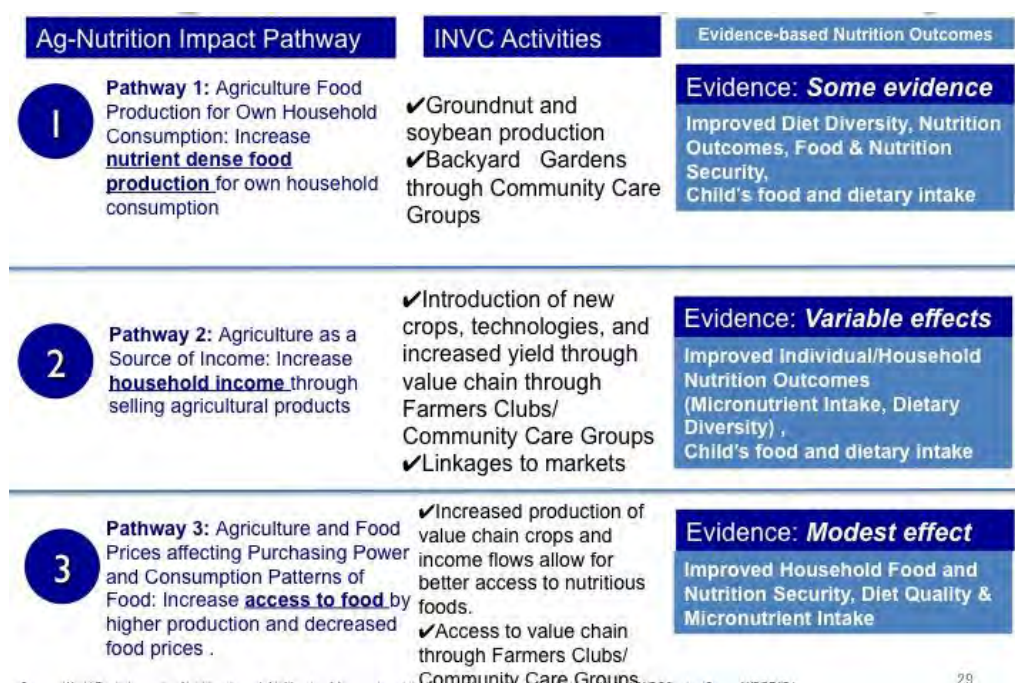 Ag-Nutrition Impact Pathway
INVC Activities
Evidence-based Nutrition Outcomes
1
Pathway 1: Agriculture Food
Production for Own Household
Consumption: Increase
nutrient dense food
production for own household
consumption
✔Groundnut and
soybean production
✔Backyard Gardens
through Community Care
Groups
Evidence: Some evidence
Improved Diet Diversity, Nutrition
Outcomes, Food & Nutrition
Security,
Child's food and dietary intake
2
Pathway 2: Agriculture as a
Source of Income: Increase
household income through
selling agricultural products
✔Introduction of new
crops, technologies, and
increased yield through
value chain through
Farmers Clubs/
Community Care Groups
✔Linkages to markets
Evidence: Variable effects
Improved Individual/Household
Nutrition Outcomes
(Micronutrient Intake, Dietary
Diversity) ,
Child's food and dietary intake
3
Pathway 3: Agriculture and Food
Prices affecting Purchasing Power
and Consumption Patterns of
Food: Increase access to food by
higher production and decreased
food prices .
✔Increased production of
value chain crops and
income flows allow for
better access to nutritious
foods.
✔Access to value chain
through Farmers Clubs/
Community Care Groups
Evidence: Modest effect
Improved Household Food and
Nutrition Security, Diet Quality &
Micronutrient Intake
29